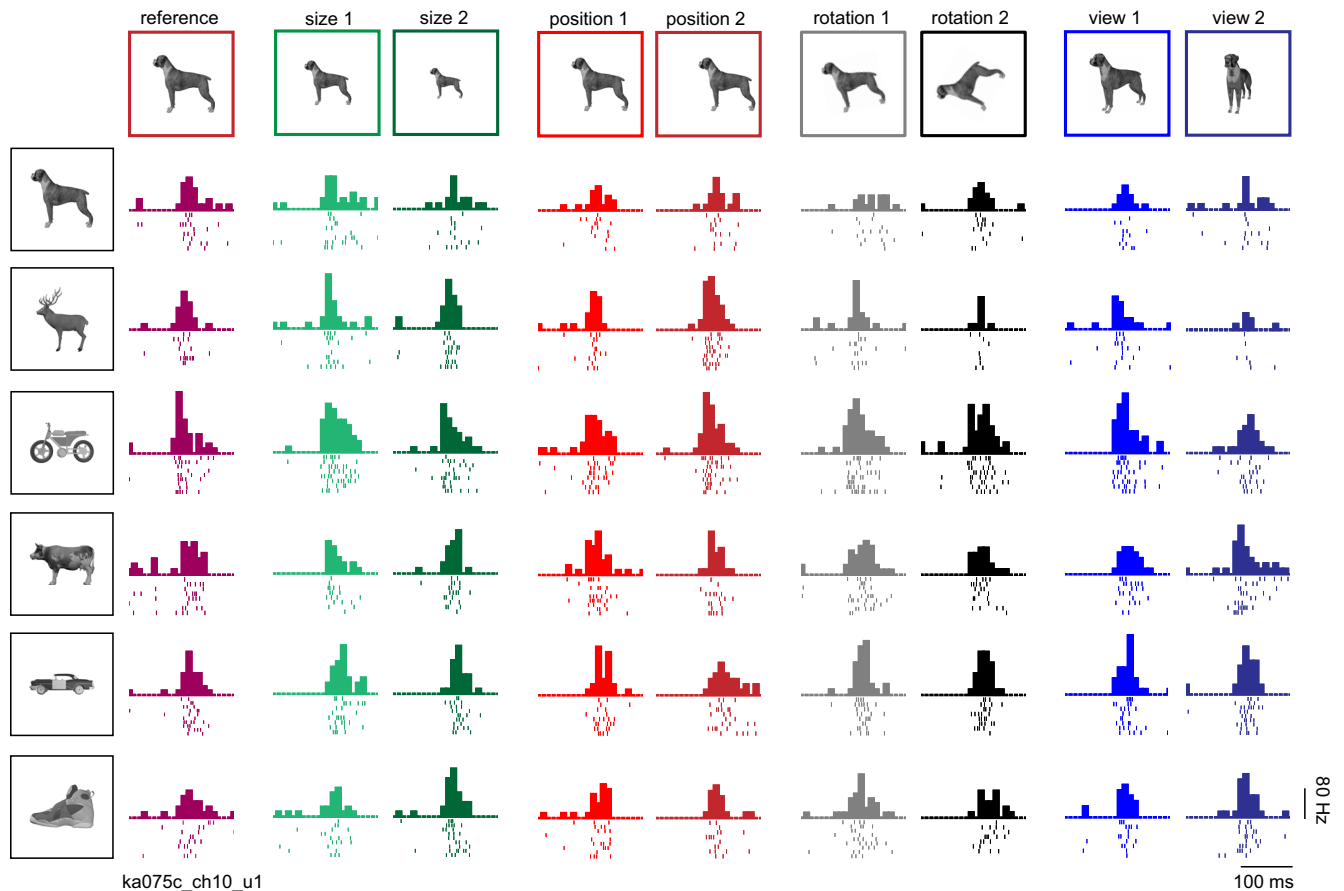 reference size 1 size 2 position 1 position 2 rotation 1 rotation 2 view 1 view 2
80 Hz
ka075c_ch10_u1 100 ms